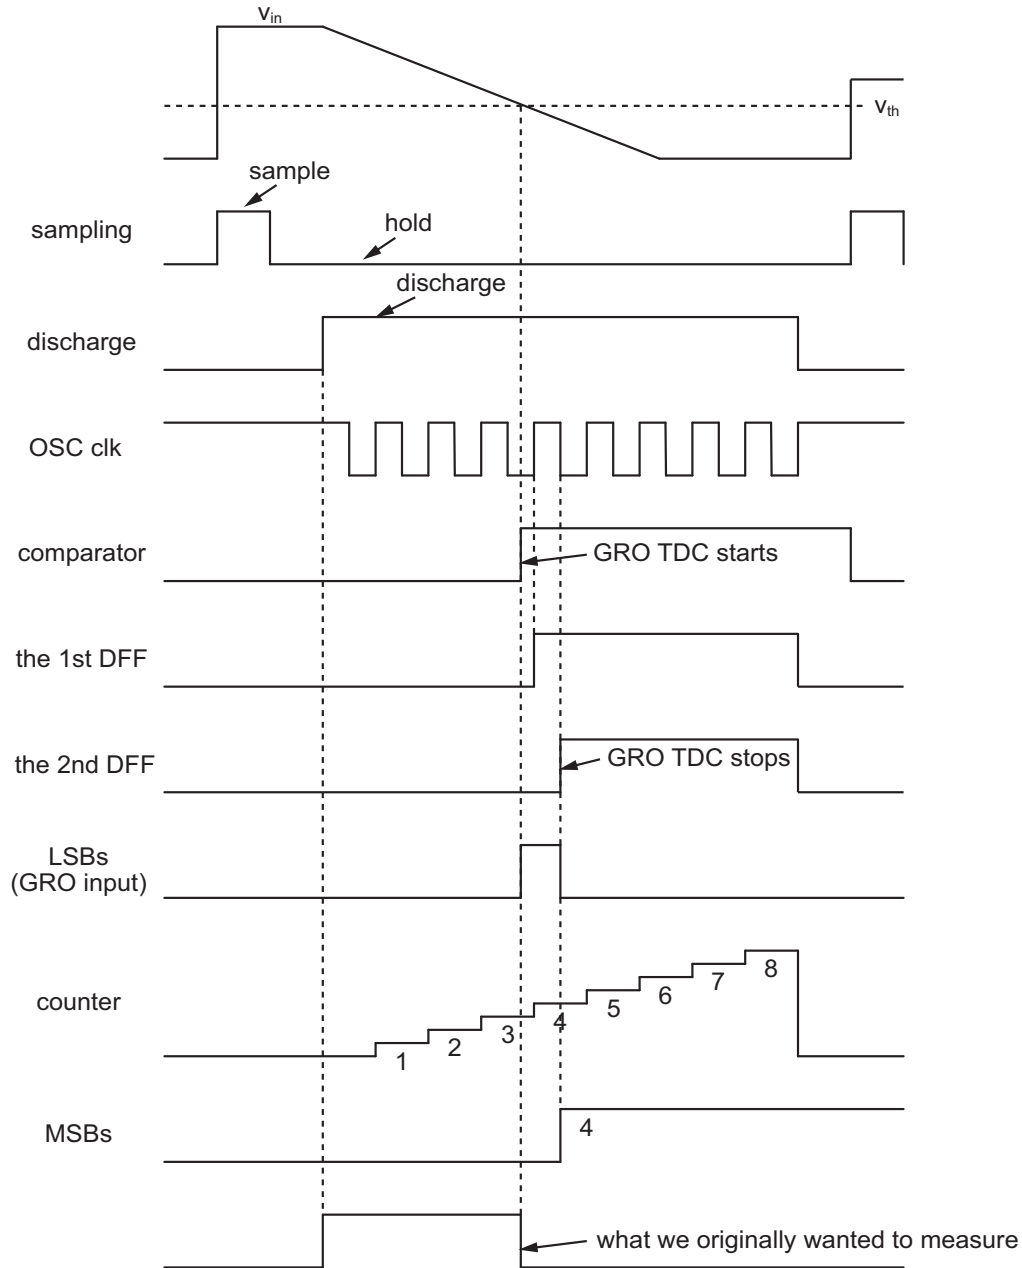 vin
vth
sample
sampling
hold
discharge
discharge
OSC clk
comparator
GRO TDC starts
the 1st DFF
the 2nd DFF
GRO TDC stops
LSBs
(GRO input)
counter
1 2 3 4 5 6 7 8
MSBs
4
what we originally wanted to measure